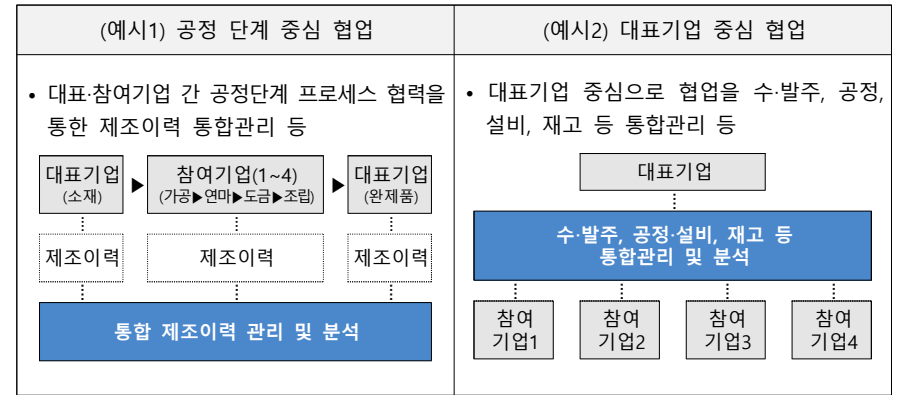 (예시1) 공정 단계 중심 협업
• 대표·참여기업 간 공정단계 프로세스 협력을
통한 제조이력 통합관리 등
대표기업
(소재)
▶
참여기업(1~4)
(가공▶연마▶도금▶조립)
▶
대표기업
(완제품)
제조이력
제조이력
제조이력
통합 제조이력 관리 및 분석
(예시2) 대표기업 중심 협업
• 대표기업 중심으로 협업을 수·발주, 공정,
설비, 재고 등 통합관리 등
대표기업
수·발주, 공정·설비, 재고 등
통합관리 및 분석
참여
기업1
참여
기업2
참여
기업3
참여
기업4